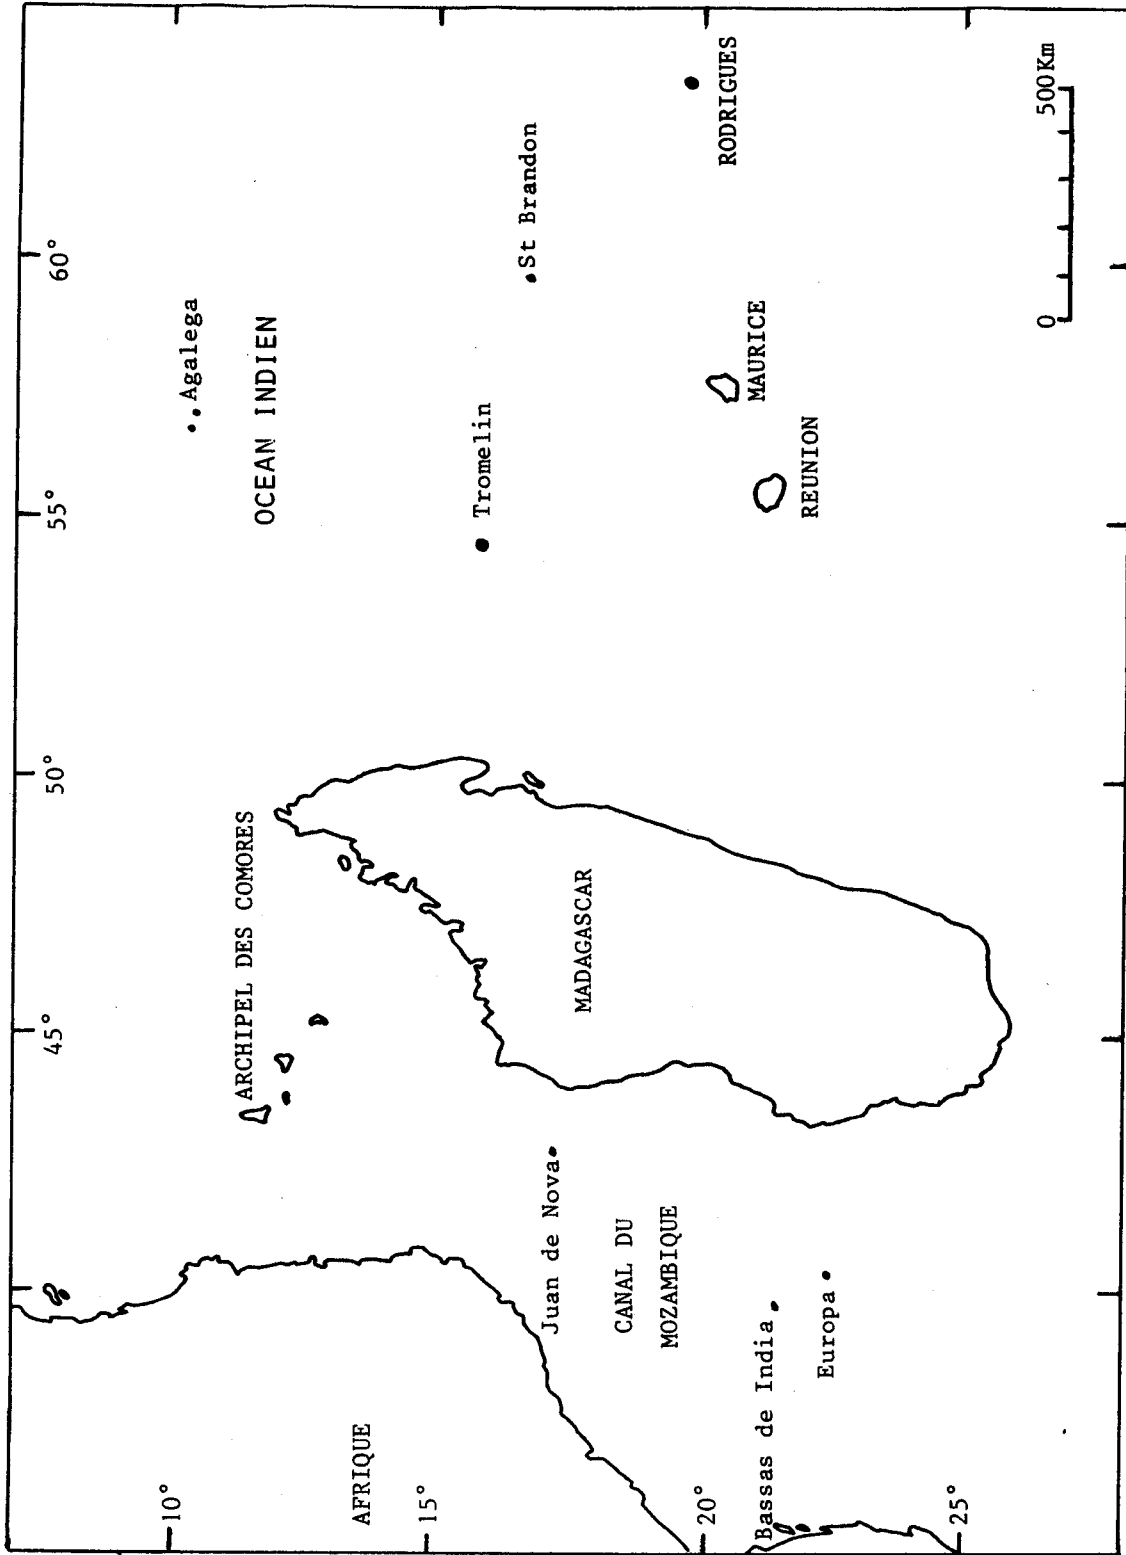 45°
50°
55°
60°
10°
15°
20°
25°
ARCHIPEL DES COMORES
Agalega
OCEAN INDIEN
AFRIQUE
Tromelin
St Brandon
Juan de Nova
MADAGASCAR
CANAL DU
MOZAMBIQUE
RODRIGUES
MAURICE
REUNION
Bassas de India
Europa
0
500Km